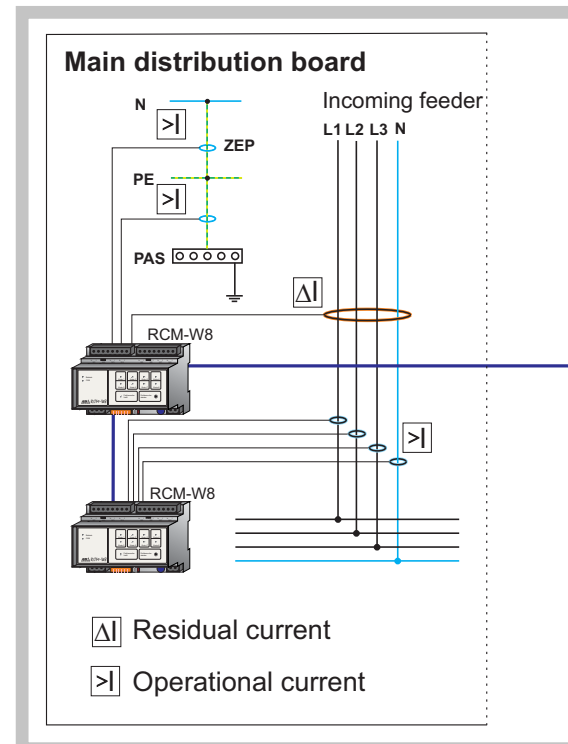 Main distribution board
N
>I
Incoming feeder
L1 L2 L3 N
ZEP
PE
>I
PAS
ΔI
RCM-W8
>I
RCM-W8
ΔI Residual current
>I Operational current